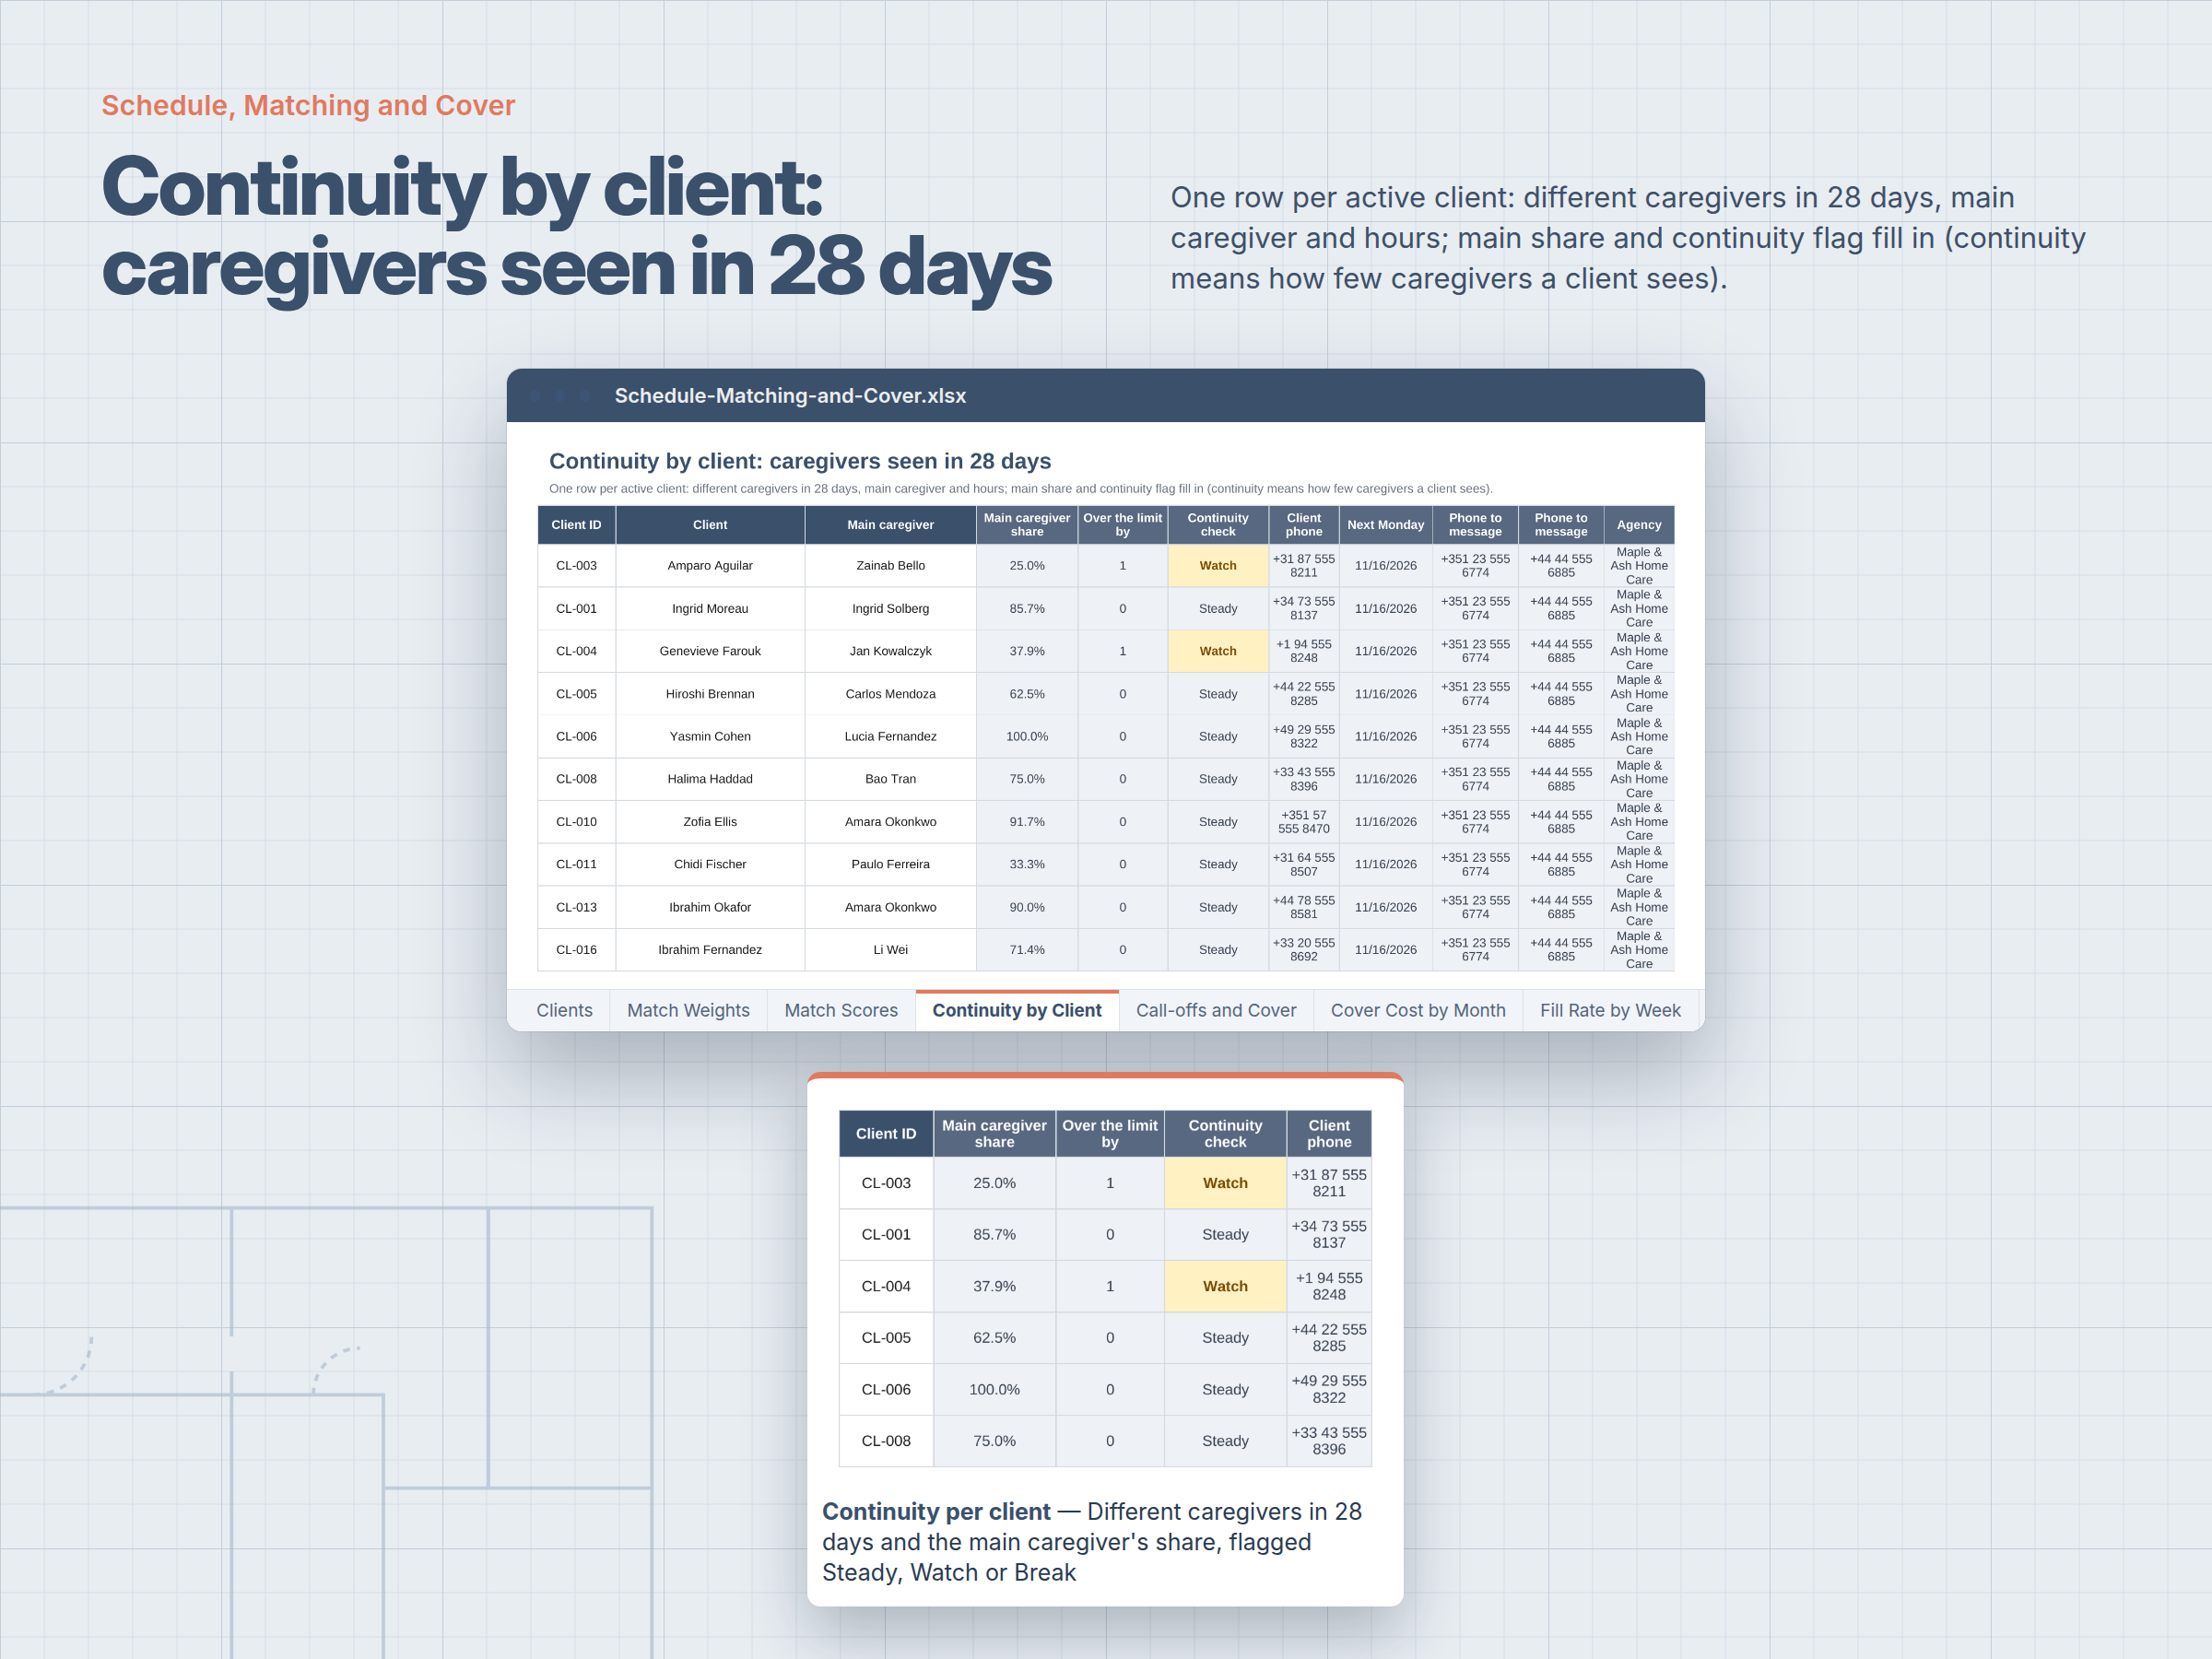 Schedule, Matching and Cover
Continuity by client:
caregivers seen in 28 days
One row per active client: different caregivers in 28 days, main
caregiver and hours; main share and continuity flag fill in (continuity
means how few caregivers a client sees).
Schedule-Matching-and-Cover.xlsx
Continuity by client: caregivers seen in 28 days
One row per active client: different caregivers in 28 days, main caregiver and hours; main share and continuity flag fill in (continuity means how few caregivers a client sees).
Client ID Client Main caregiver Main caregiver share Over the limit by Continuity check Client phone Next Monday Phone to message Phone to message Agency
CL-003 Amparo Aguilar Zainab Bello 25.0% 1 Watch +31 87 555 8211 11/16/2026 +351 23 555 6774 +44 44 555 6885 Maple & Ash Home Care
CL-001 Ingrid Moreau Ingrid Solberg 85.7% 0 Steady +34 73 555 8137 11/16/2026 +351 23 555 6774 +44 44 555 6885 Maple & Ash Home Care
CL-004 Genevieve Farouk Jan Kowalczyk 37.9% 1 Watch +1 94 555 8248 11/16/2026 +351 23 555 6774 +44 44 555 6885 Maple & Ash Home Care
CL-005 Hiroshi Brennan Carlos Mendoza 62.5% 0 Steady +44 22 555 8285 11/16/2026 +351 23 555 6774 +44 44 555 6885 Maple & Ash Home Care
CL-006 Yasmin Cohen Lucia Fernandez 100.0% 0 Steady +49 29 555 8322 11/16/2026 +351 23 555 6774 +44 44 555 6885 Maple & Ash Home Care
CL-008 Halima Haddad Bao Tran 75.0% 0 Steady +33 43 555 8396 11/16/2026 +351 23 555 6774 +44 44 555 6885 Maple & Ash Home Care
CL-010 Zofia Ellis Amara Okonkwo 91.7% 0 Steady +351 57 555 8470 11/16/2026 +351 23 555 6774 +44 44 555 6885 Maple & Ash Home Care
CL-011 Chidi Fischer Paulo Ferreira 33.3% 0 Steady +31 64 555 8507 11/16/2026 +351 23 555 6774 +44 44 555 6885 Maple & Ash Home Care
CL-013 Ibrahim Okafor Amara Okonkwo 90.0% 0 Steady +44 78 555 8581 11/16/2026 +351 23 555 6774 +44 44 555 6885 Maple & Ash Home Care
CL-016 Ibrahim Fernandez Li Wei 71.4% 0 Steady +33 20 555 8692 11/16/2026 +351 23 555 6774 +44 44 555 6885 Maple & Ash Home Care
Clients Match Weights Match Scores Continuity by Client Call-offs and Cover Cover Cost by Month Fill Rate by Week
Client ID Main caregiver share Over the limit by Continuity check Client phone
CL-003 25.0% 1 Watch +31 87 555 8211
CL-001 85.7% 0 Steady +34 73 555 8137
CL-004 37.9% 1 Watch +1 94 555 8248
CL-005 62.5% 0 Steady +44 22 555 8285
CL-006 100.0% 0 Steady +49 29 555 8322
CL-008 75.0% 0 Steady +33 43 555 8396
Continuity per client — Different caregivers in 28
days and the main caregiver's share, flagged
Steady, Watch or Break